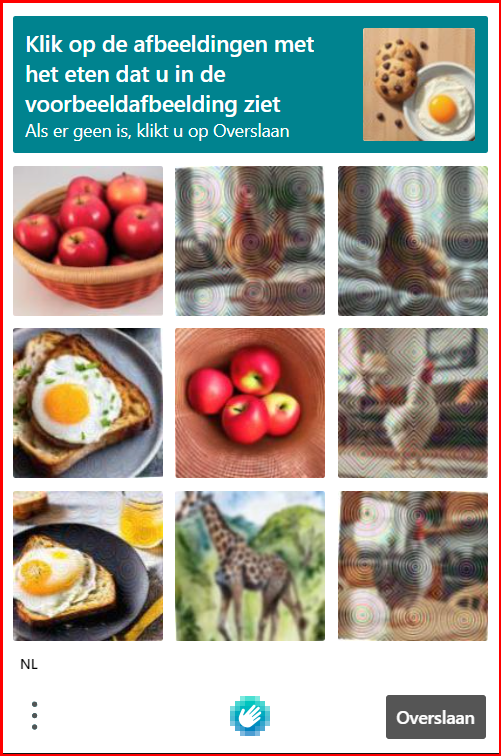 Klik op de afbeeldingen met
het eten dat u in de
voorbeeldafbeelding ziet
Als er geen is, klikt u op Overslaan
NL
Overslaan